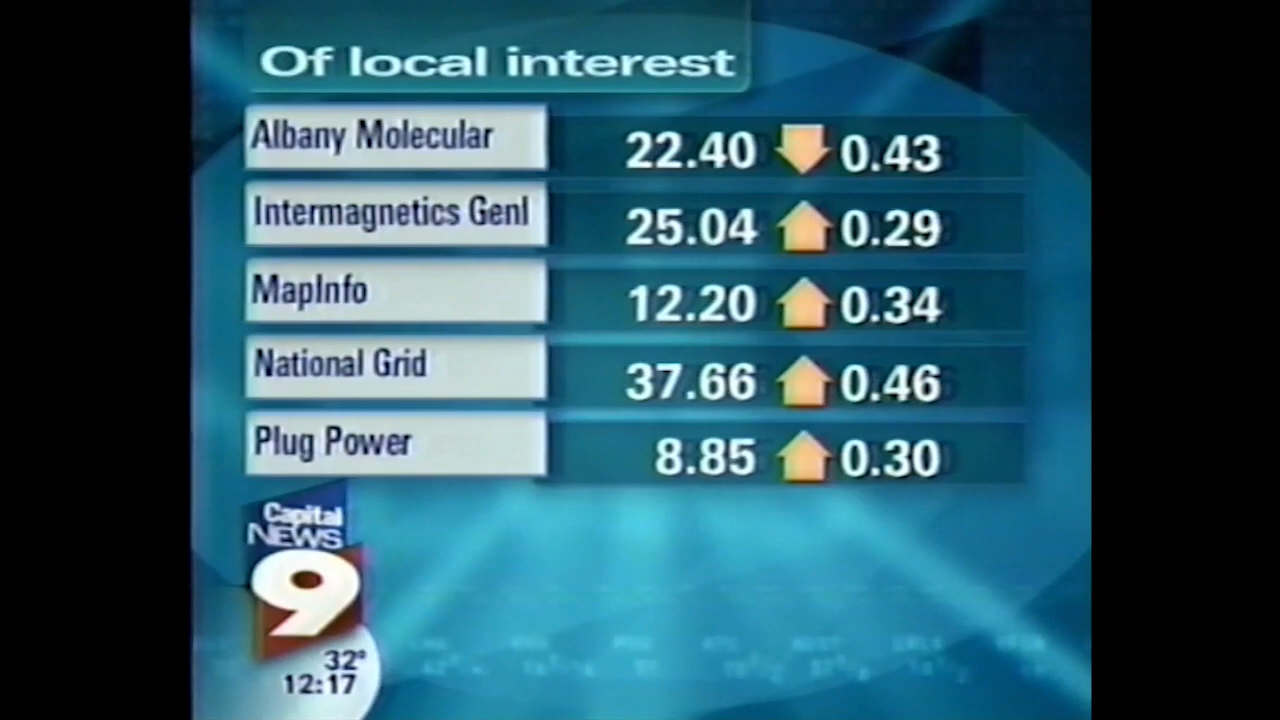 Of local interest
Albany Molecular 22.40 0.43
Intermagnetics Genl 25.04 0.29
MapInfo 12.20 0.34
National Grid 37.66 0.46
Plug Power 8.85 0.30
Capital
NEWS
9
32°
12:17